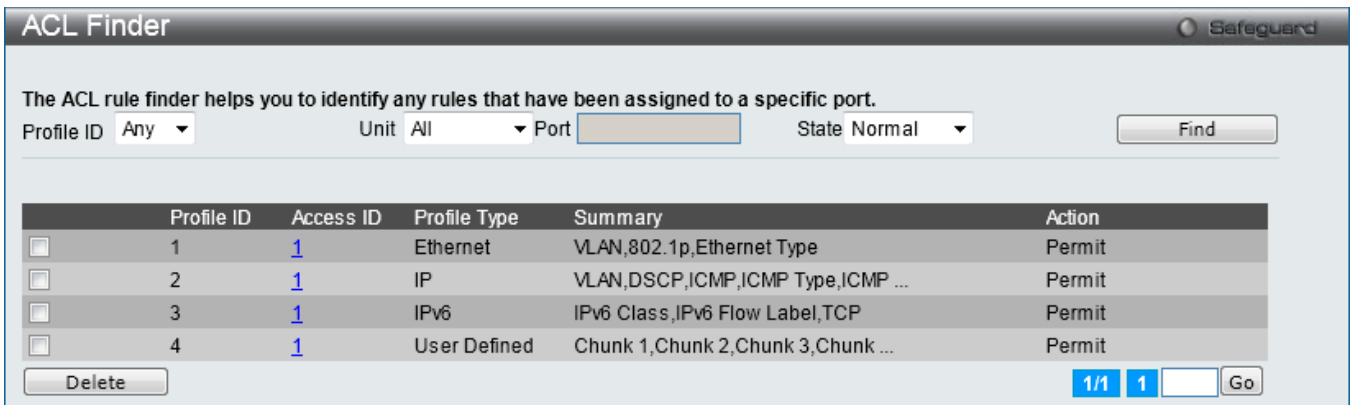 ACL Finder Safeguard
The ACL rule finder helps you to identify any rules that have been assigned to a specific port.
Profile ID Any Unit All Port State Normal Find
Profile ID Access ID Profile Type Summary Action
1 1 Ethernet VLAN,802.1p,Ethernet Type Permit
2 1 IP VLAN,DSCP,ICMP,ICMP Type,ICMP ... Permit
3 1 IPv6 IPv6 Class,IPv6 Flow Label,TCP Permit
4 1 User Defined Chunk 1,Chunk 2,Chunk 3,Chunk ... Permit
Delete 1/1 1 Go